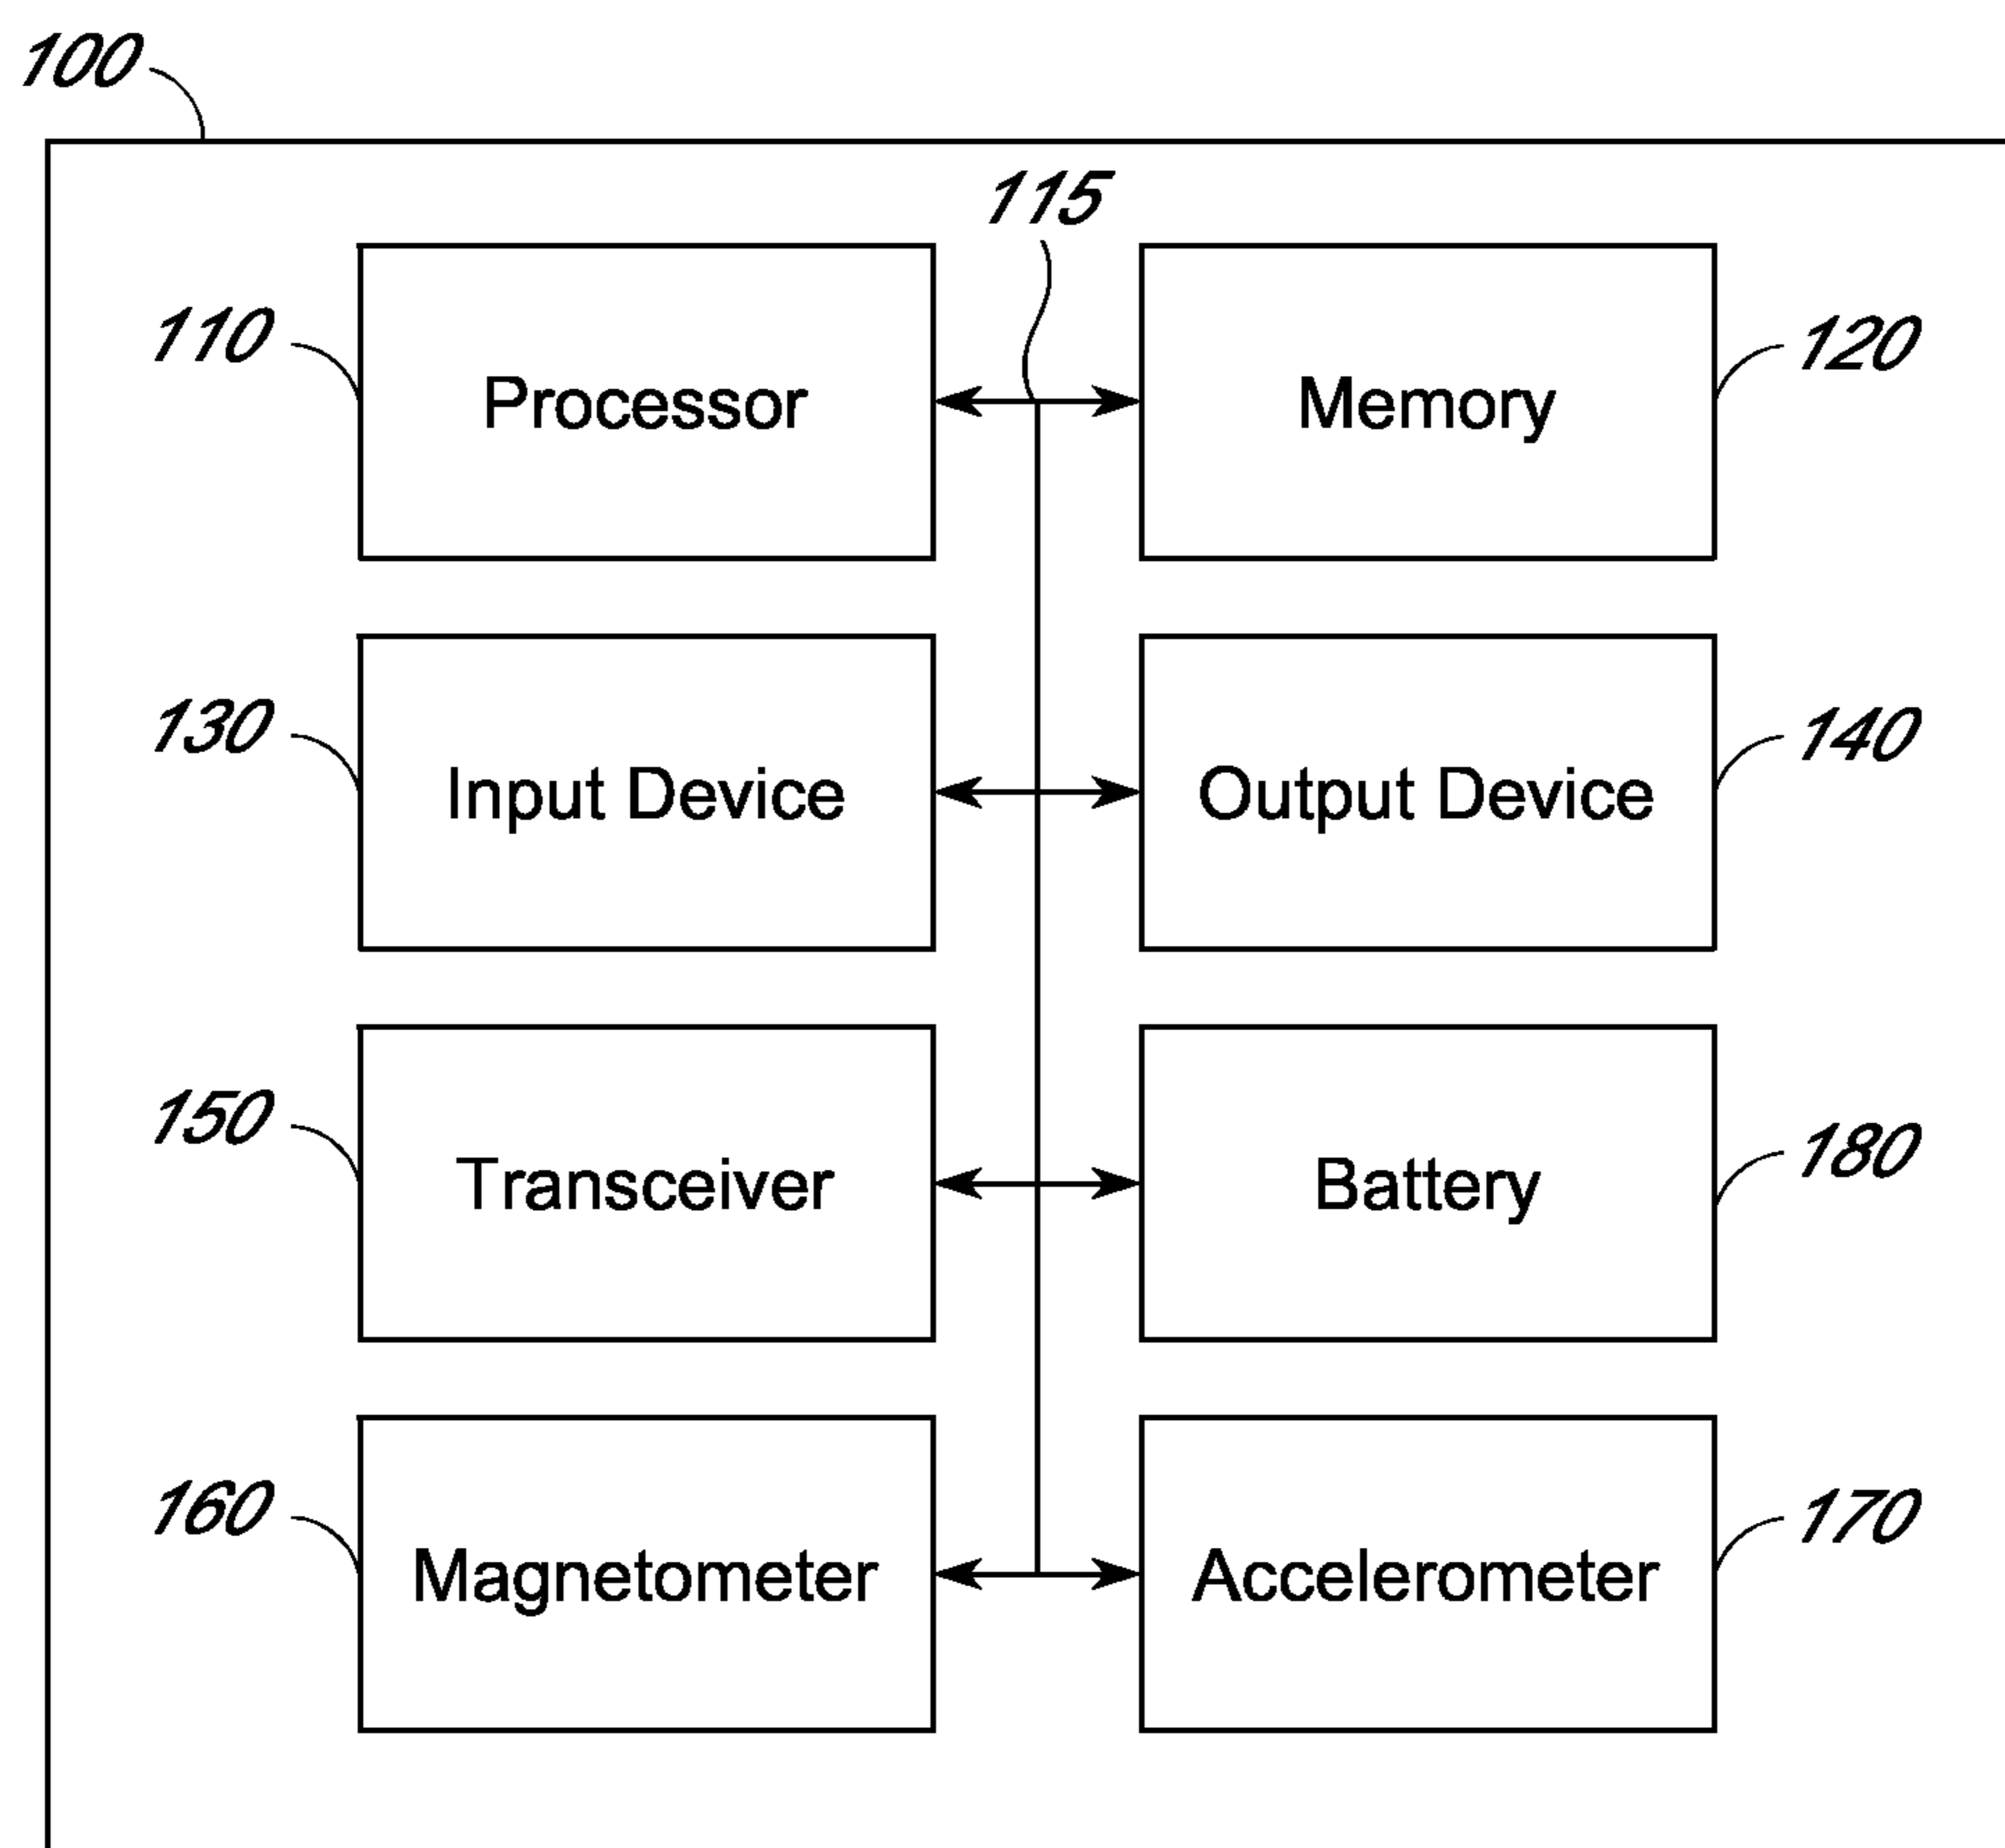 100
115
110
Processor
Memory
120
130
Input Device
Output Device
140
150
Transceiver
Battery
180
160
Magnetometer
Accelerometer
170